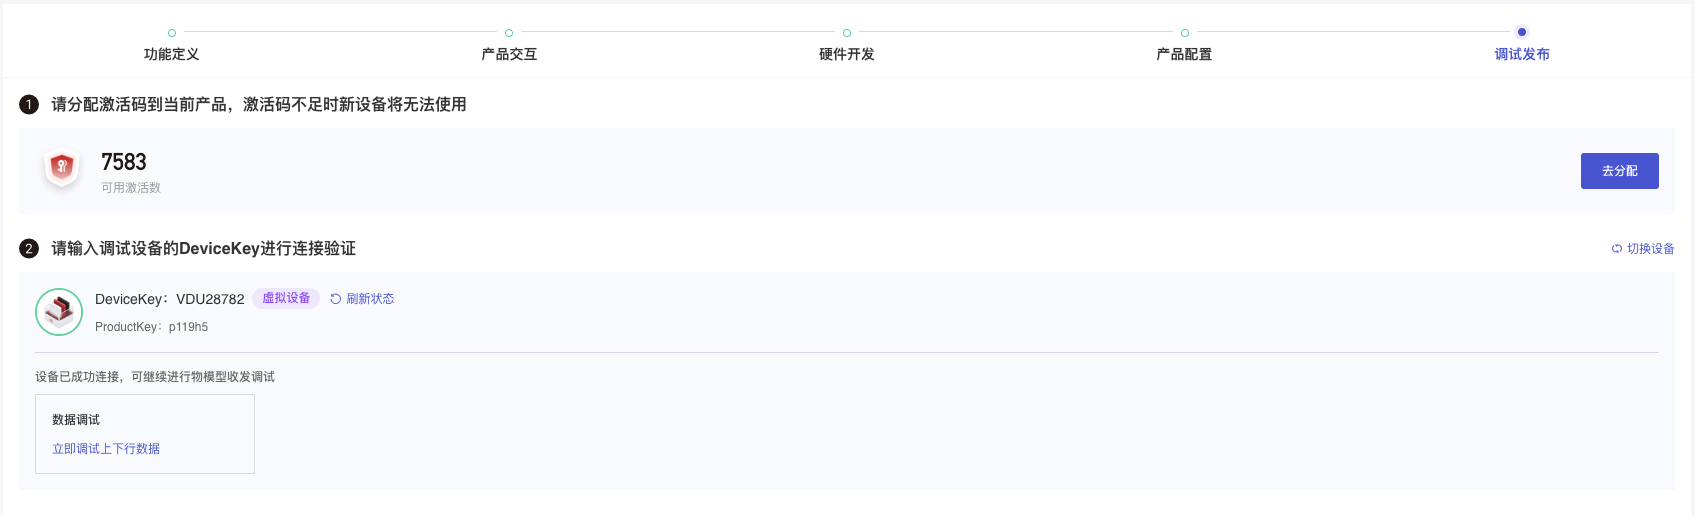 功能定义
产品交互
硬件开发
产品配置
调试发布
1 请分配激活码到当前产品，激活码不足时新设备将无法使用
7583
可用激活数
去分配
2 请输入调试设备的DeviceKey进行连接验证
切换设备
DeviceKey：VDU28782 虚拟设备 刷新状态
ProductKey：p119h5
设备已成功连接，可继续进行物模型收发调试
数据调试
立即调试上下行数据